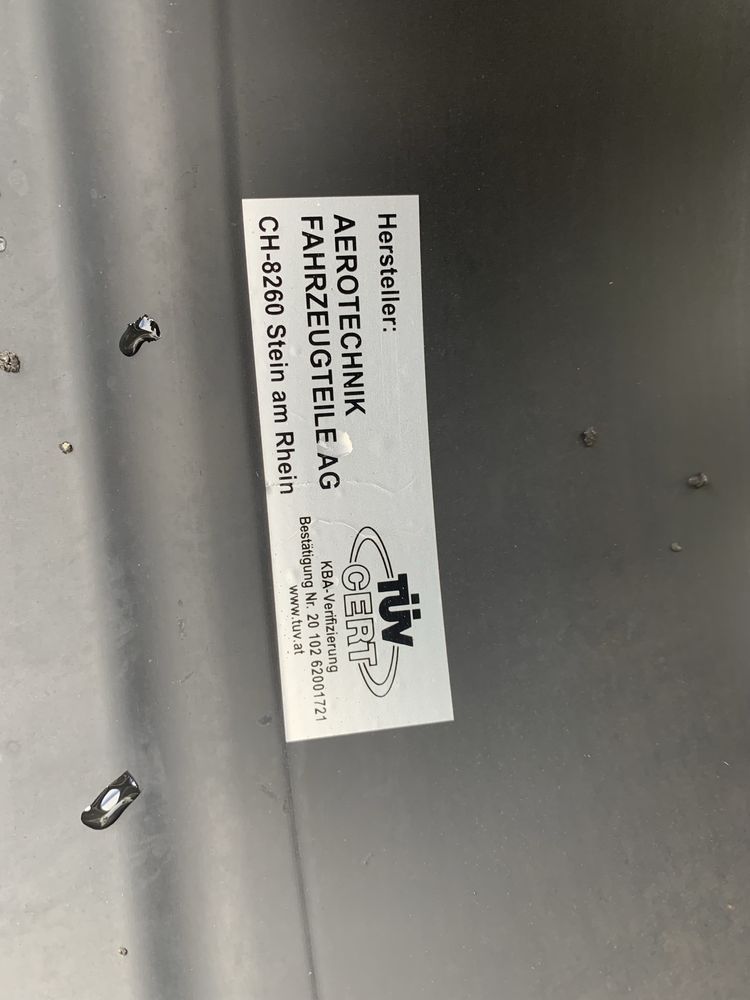 Hersteller:
AEROTECHNIK
FAHRZEUGTEILE AG
CH-8260 Stein am Rhein
TÜV
CERT
KBA-Verifizierung
Bestätigung Nr. 20 102 62001721
www.tuv.at